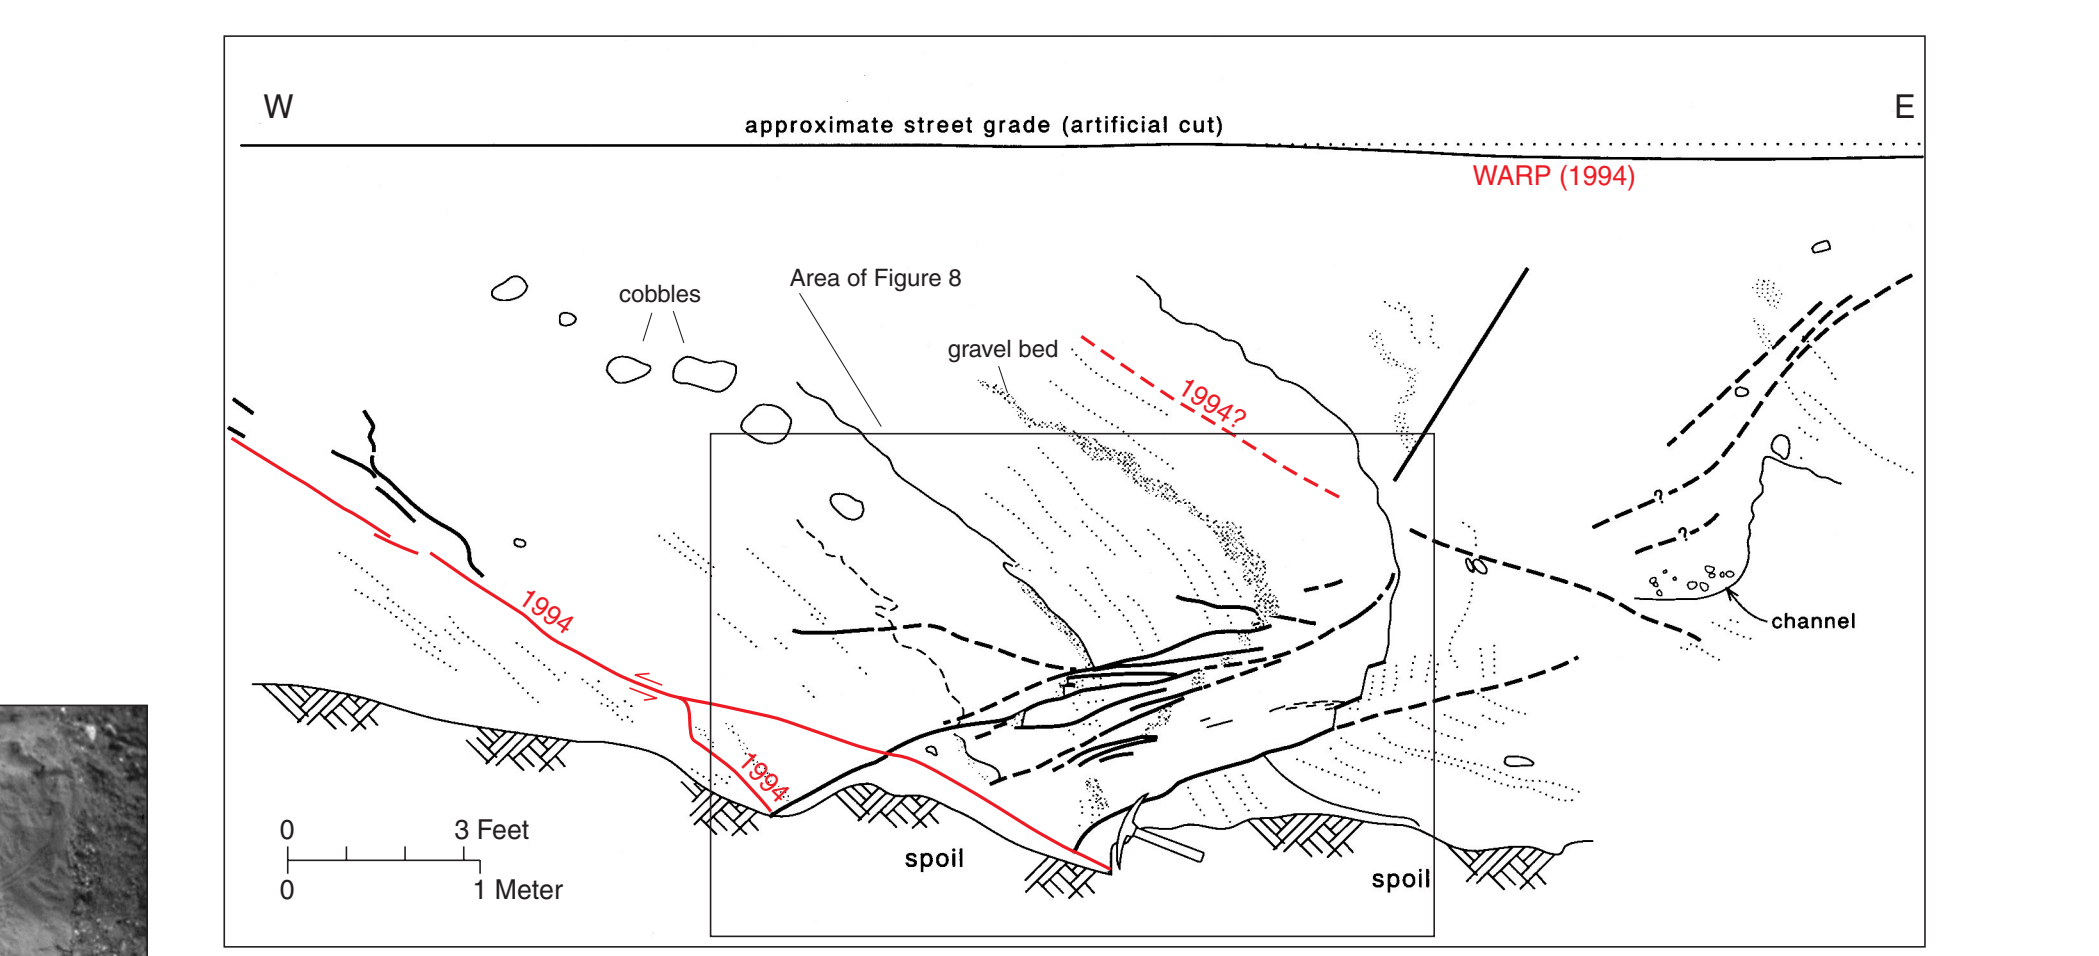 W
E
approximate street grade (artificial cut)
WARP (1994)
Area of Figure 8
cobbles
gravel bed
1994?
?
?
1994
channel
1994
0
3 Feet
0
1 Meter
spoil
spoil